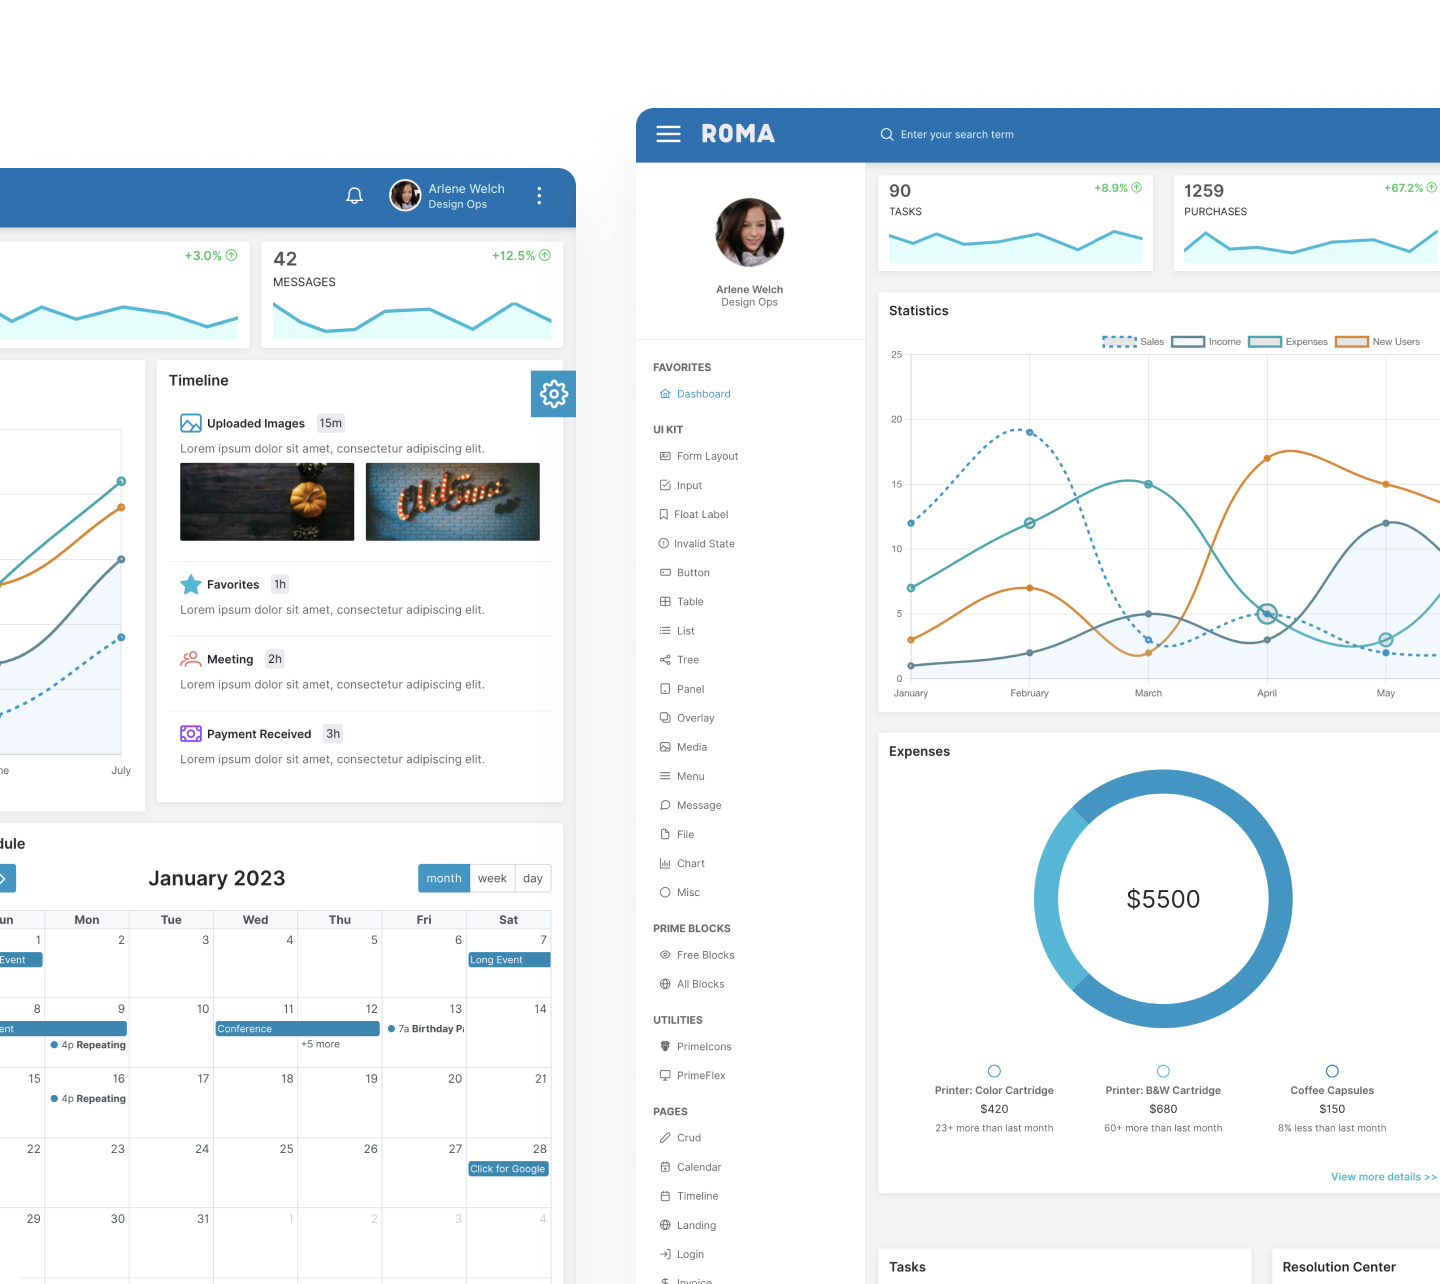 Arlene Welch
Design Ops
+3.0%
42
+12.5%
MESSAGES
Timeline
Uploaded Images 15m
Lorem ipsum dolor sit amet, consectetur adipiscing elit.
Favorites 1h
Lorem ipsum dolor sit amet, consectetur adipiscing elit.
Meeting 2h
Lorem ipsum dolor sit amet, consectetur adipiscing elit.
Payment Received 3h
Lorem ipsum dolor sit amet, consectetur adipiscing elit.
ne July
dule
January 2023
month week day
un Mon Tue Wed Thu Fri Sat
1 2 3 4 5 6 7
Event Long Event
8 9 10 11 12 13 14
ent Conference 7a Birthday Pa
4p Repeating +5 more
15 16 17 18 19 20 21
4p Repeating
22 23 24 25 26 27 28
Click for Google
29 30 31 1 2 3 4
ROMA
Enter your search term
Arlene Welch
Design Ops
FAVORITES
Dashboard
UI KIT
Form Layout
Input
Float Label
Invalid State
Button
Table
List
Tree
Panel
Overlay
Media
Menu
Message
File
Chart
Misc
PRIME BLOCKS
Free Blocks
All Blocks
UTILITIES
PrimeIcons
PrimeFlex
PAGES
Crud
Calendar
Timeline
Landing
Login
Invoice
90
+8.9%
TASKS
1259
+67.2%
PURCHASES
Statistics
Sales Income Expenses New Users
25
20
15
10
5
0
January February March April May
Expenses
$5500
Printer: Color Cartridge
$420
23+ more than last month
Printer: B&W Cartridge
$680
60+ more than last month
Coffee Capsules
$150
8% less than last month
View more details >>
Tasks
Resolution Center